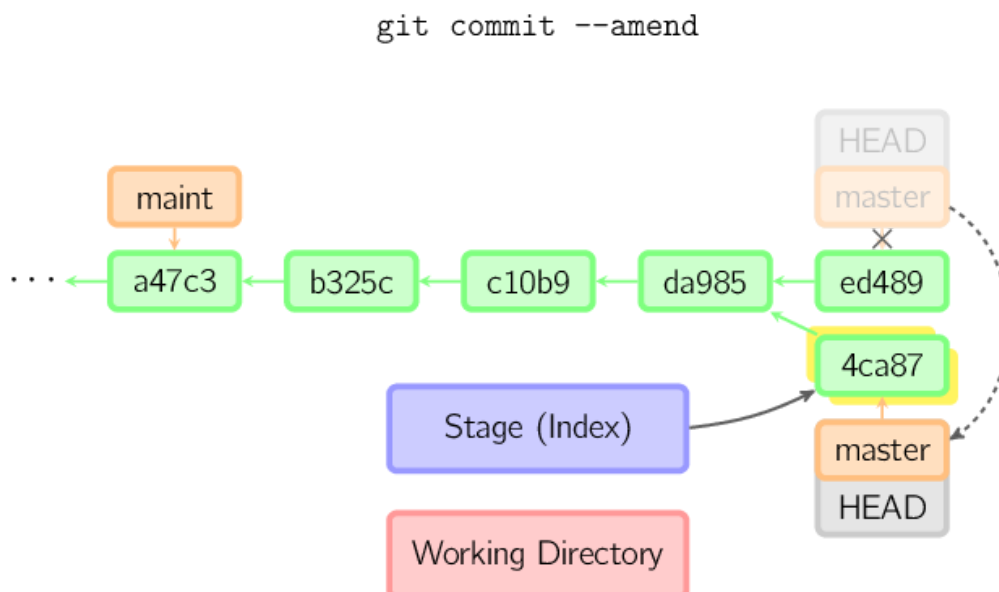 git commit --amend
HEAD
maint
master
...
a47c3
b325c
c10b9
da985
ed489
4ca87
Stage (Index)
master
HEAD
Working Directory